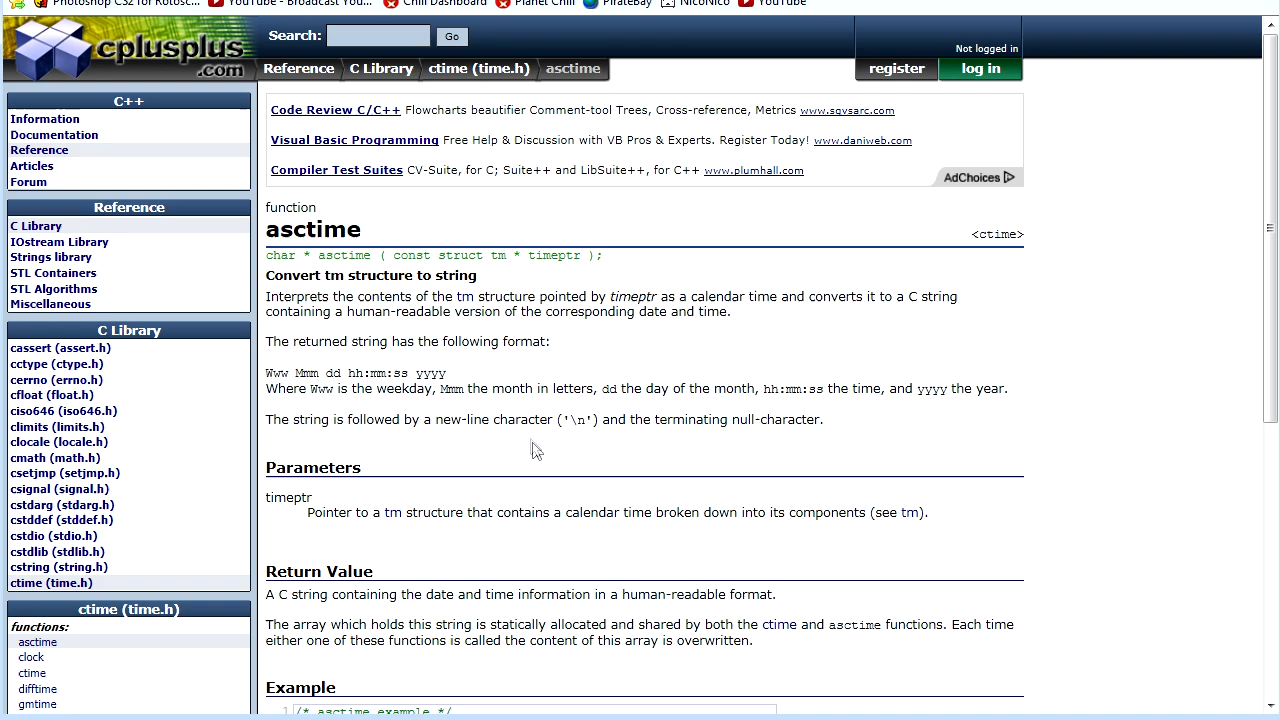 Photoshop CS2 for Rotosc... YouTube - Broadcast You... Chill Dashboard Planet Chill PirateBay NicoNico YouTube
cplusplus
.com
Search: Go
Not logged in
Reference C Library ctime (time.h) asctime register log in
C++
Information
Documentation
Reference
Articles
Forum
Reference
C Library
IOstream Library
Strings library
STL Containers
STL Algorithms
Miscellaneous
C Library
cassert (assert.h)
cctype (ctype.h)
cerrno (errno.h)
cfloat (float.h)
ciso646 (iso646.h)
climits (limits.h)
clocale (locale.h)
cmath (math.h)
csetjmp (setjmp.h)
csignal (signal.h)
cstdarg (stdarg.h)
cstddef (stddef.h)
cstdio (stdio.h)
cstdlib (stdlib.h)
cstring (string.h)
ctime (time.h)
ctime (time.h)
functions:
asctime
clock
ctime
difftime
gmtime
Code Review C/C++ Flowcharts beautifier Comment-tool Trees, Cross-reference, Metrics www.sgvsarc.com
Visual Basic Programming Free Help & Discussion with VB Pros & Experts. Register Today! www.daniweb.com
Compiler Test Suites CV-Suite, for C; Suite++ and LibSuite++, for C++ www.plumhall.com
AdChoices
function
asctime <ctime>
char * asctime ( const struct tm * timeptr );
Convert tm structure to string
Interprets the contents of the tm structure pointed by timeptr as a calendar time and converts it to a C string
containing a human-readable version of the corresponding date and time.
The returned string has the following format:
Www Mmm dd hh:mm:ss yyyy
Where Www is the weekday, Mmm the month in letters, dd the day of the month, hh:mm:ss the time, and yyyy the year.
The string is followed by a new-line character ('\n') and the terminating null-character.
Parameters
timeptr
Pointer to a tm structure that contains a calendar time broken down into its components (see tm).
Return Value
A C string containing the date and time information in a human-readable format.
The array which holds this string is statically allocated and shared by both the ctime and asctime functions. Each time
either one of these functions is called the content of this array is overwritten.
Example
1 /* asctime example */